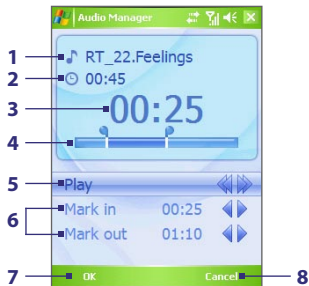 Audio Manager
1 RT_22.Feelings
2 00:45
3 00:25
4
5 Play
6 Mark in 00:25
Mark out 01:10
7 OK Cancel 8